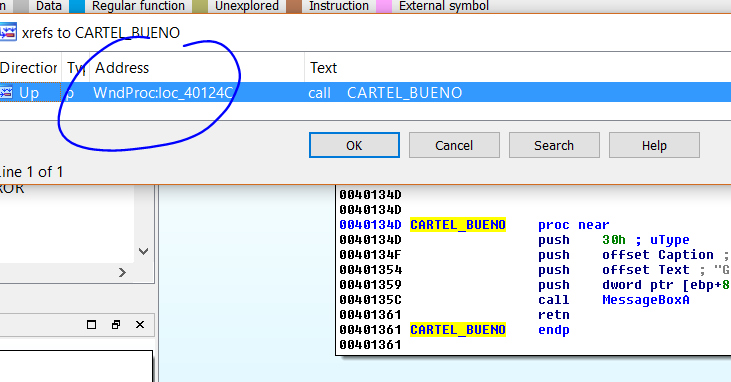 Data Regular function Unexplored Instruction External symbol
xrefs to CARTEL_BUENO
Direction Ty Address Text
Up p WndProc:loc_40124C call CARTEL_BUENO
OK Cancel Search Help
Line 1 of 1
0040134D
0040134D
0040134D CARTEL_BUENO proc near
0040134D push 30h ; uType
0040134F push offset Caption ;
00401354 push offset Text ; "G
00401359 push dword ptr [ebp+8
0040135C call MessageBoxA
00401361 retn
00401361 CARTEL_BUENO endp
00401361